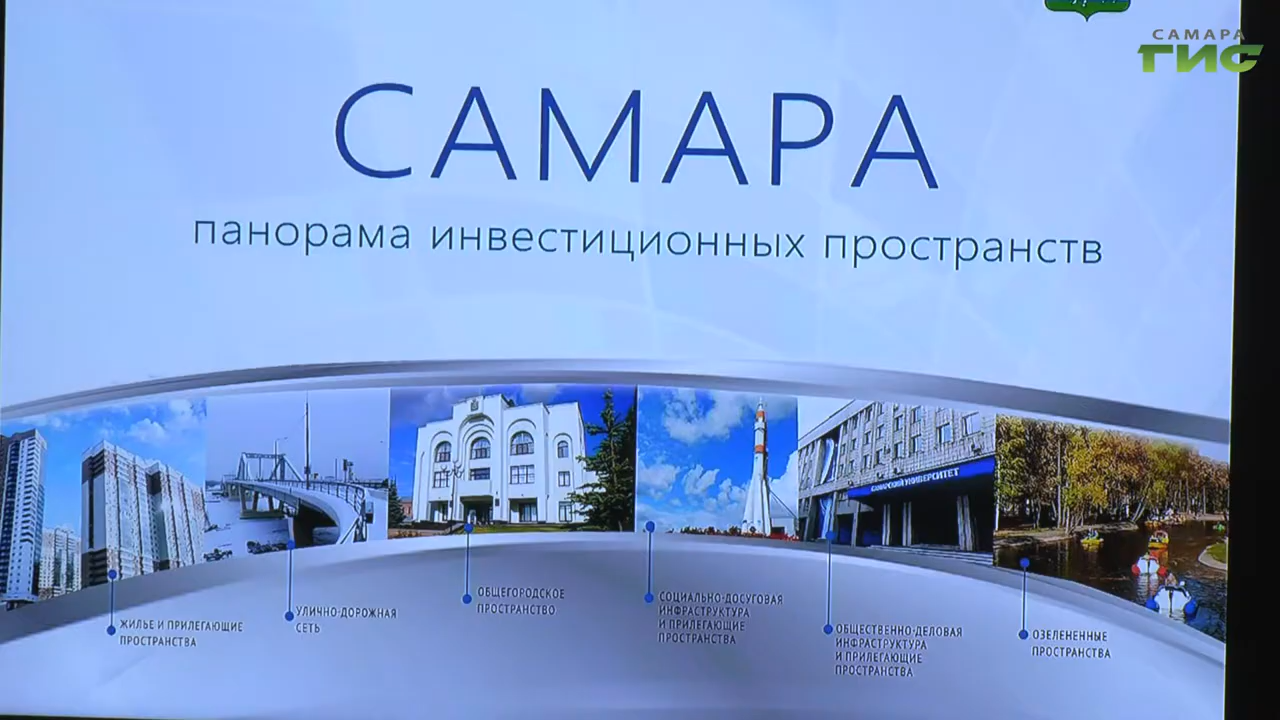 САМАРА
ГИС
САМАРА
панорама инвестиционных пространств
САМАРСКИЙ УНИВЕРСИТЕТ
ЖИЛЬЕ И ПРИЛЕГАЮЩИЕ
ПРОСТРАНСТВА
УЛИЧНО-ДОРОЖНАЯ
СЕТЬ
ОБЩЕГОРОДСКОЕ
ПРОСТРАНСТВО
СОЦИАЛЬНО-ДОСУГОВАЯ
ИНФРАСТРУКТУРА
И ПРИЛЕГАЮЩИЕ
ПРОСТРАНСТВА
ОБЩЕСТВЕННО-ДЕЛОВАЯ
ИНФРАСТРУКТУРА
И ПРИЛЕГАЮЩИЕ
ПРОСТРАНСТВА
ОЗЕЛЕНЕННЫЕ
ПРОСТРАНСТВА